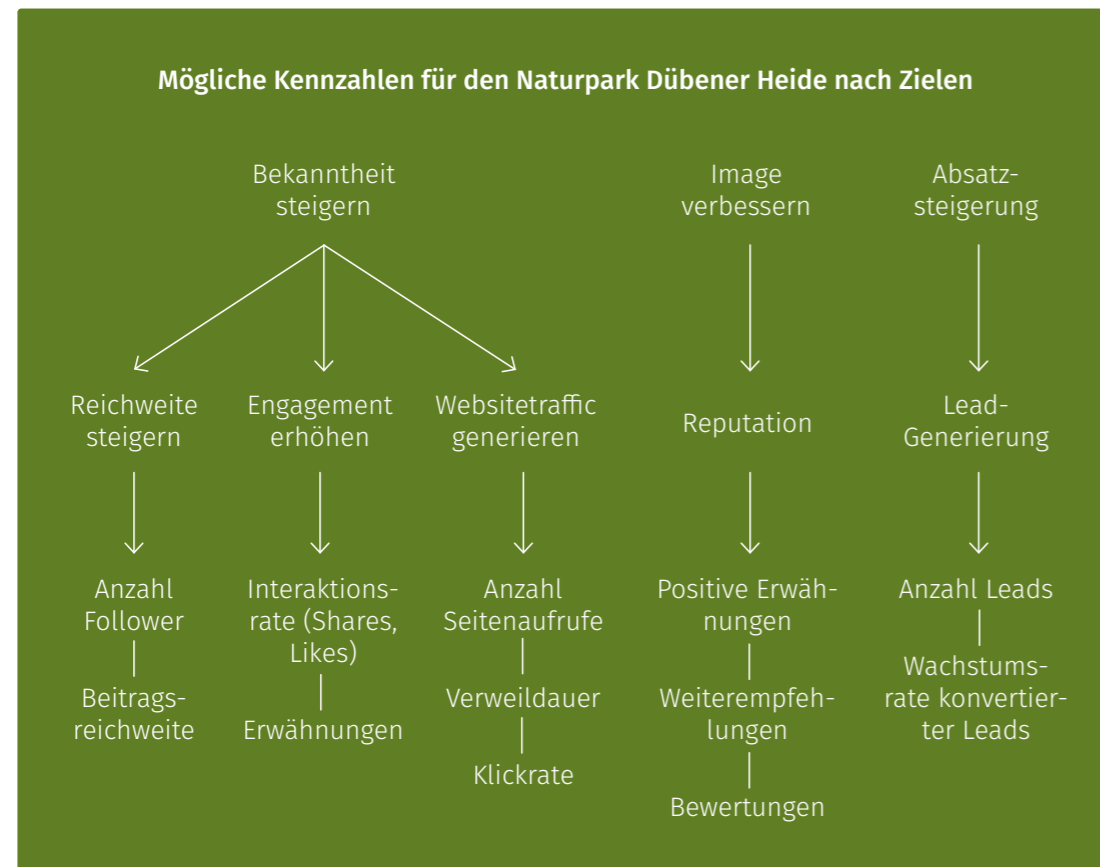 Mögliche Kennzahlen für den Naturpark Dübener Heide nach Zielen
Bekanntheit
steigern
Image
verbessern
Absatz-
steigerung
Reichweite
steigern
Engagement
erhöhen
Websitetraffic
generieren
Reputation
Lead-
Generierung
Anzahl
Follower
Beitrags-
reichweite
Interaktions-
rate (Shares,
Likes)
Erwähnungen
Anzahl
Seitenaufrufe
Verweildauer
Klickrate
Positive Erwäh-
nungen
Weiterempfeh-
lungen
Bewertungen
Anzahl Leads
Wachstums-
rate konvertier-
ter Leads